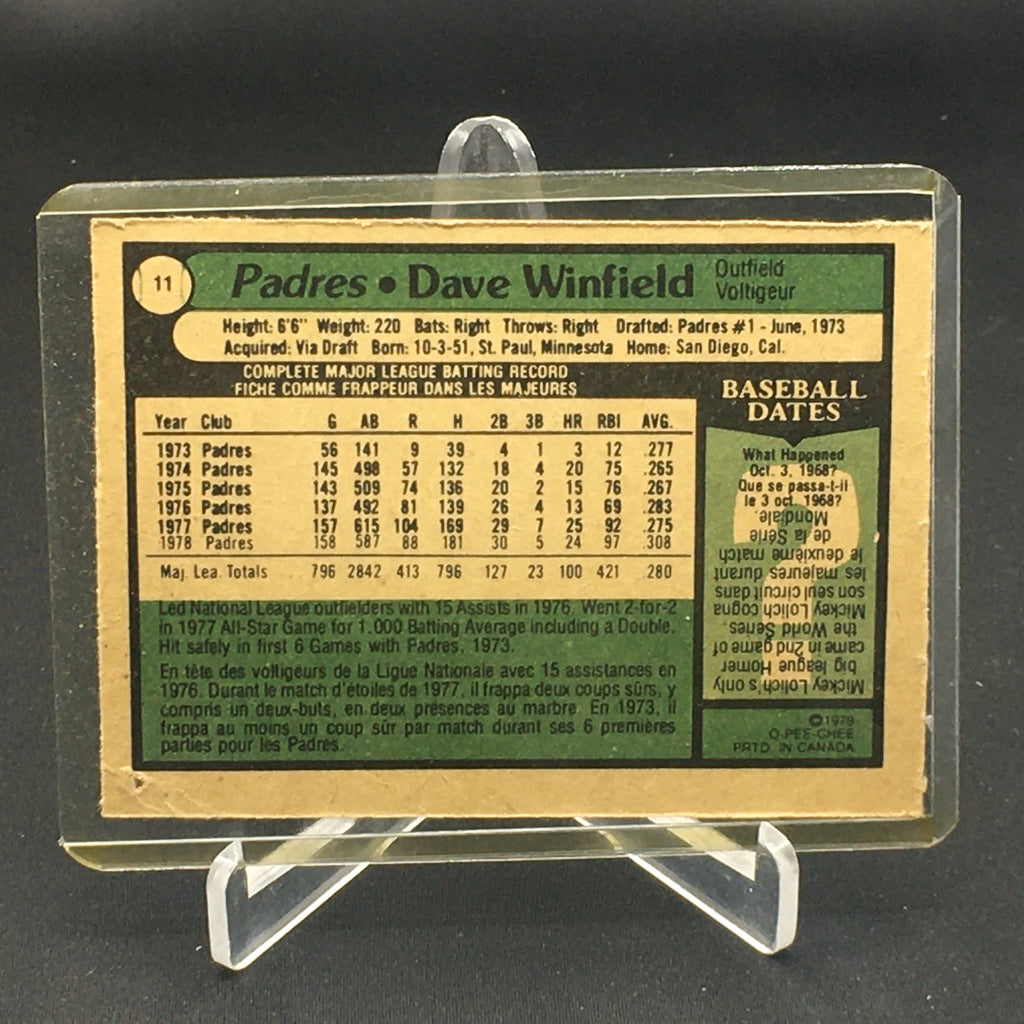 11
Padres • Dave Winfield
Outfield
Voltigeur
Height: 6'6" Weight: 220 Bats: Right Throws: Right Drafted: Padres #1 - June, 1973
Acquired: Via Draft Born: 10-3-51, St. Paul, Minnesota Home: San Diego, Cal.
COMPLETE MAJOR LEAGUE BATTING RECORD
FICHE COMME FRAPPEUR DANS LES MAJEURES
Year Club G AB R H 2B 3B HR RBI AVG.
1973 Padres 56 141 9 39 4 1 3 12 .277
1974 Padres 145 498 57 132 18 4 20 75 .265
1975 Padres 143 509 74 136 20 2 15 76 .267
1976 Padres 137 492 81 139 26 4 13 69 .283
1977 Padres 157 615 104 169 29 7 25 92 .275
1978 Padres 158 587 88 181 30 5 24 97 .308
Maj. Lea. Totals 796 2842 413 796 127 23 100 421 .280
Led National League outfielders with 15 Assists in 1976. Went 2-for-2
in 1977 All-Star Game for 1.000 Batting Average including a Double.
Hit safely in first 6 Games with Padres, 1973.
En tête des voltigeurs de la Ligue Nationale avec 15 assistances en
1976. Durant le match d'étoiles de 1977, il frappa deux coups sûrs, y
compris un deux-buts, en deux présences au marbre. En 1973, il
frappa au moins un coup sûr par match durant ses 6 premières
parties pour les Padres.
BASEBALL
DATES
What Happened
Oct. 3, 1968?
Que se passa-t-il
le 3 oct. 1968?
Mickey Lolich's only
big league Homer
came in 2nd game of
the World Series.
Mickey Lolich cogna
son seul circuit dans
les majeures durant
le deuxième match
de la Série
Mondiale.
©1979
O-PEE-CHEE
PRTD. IN CANADA